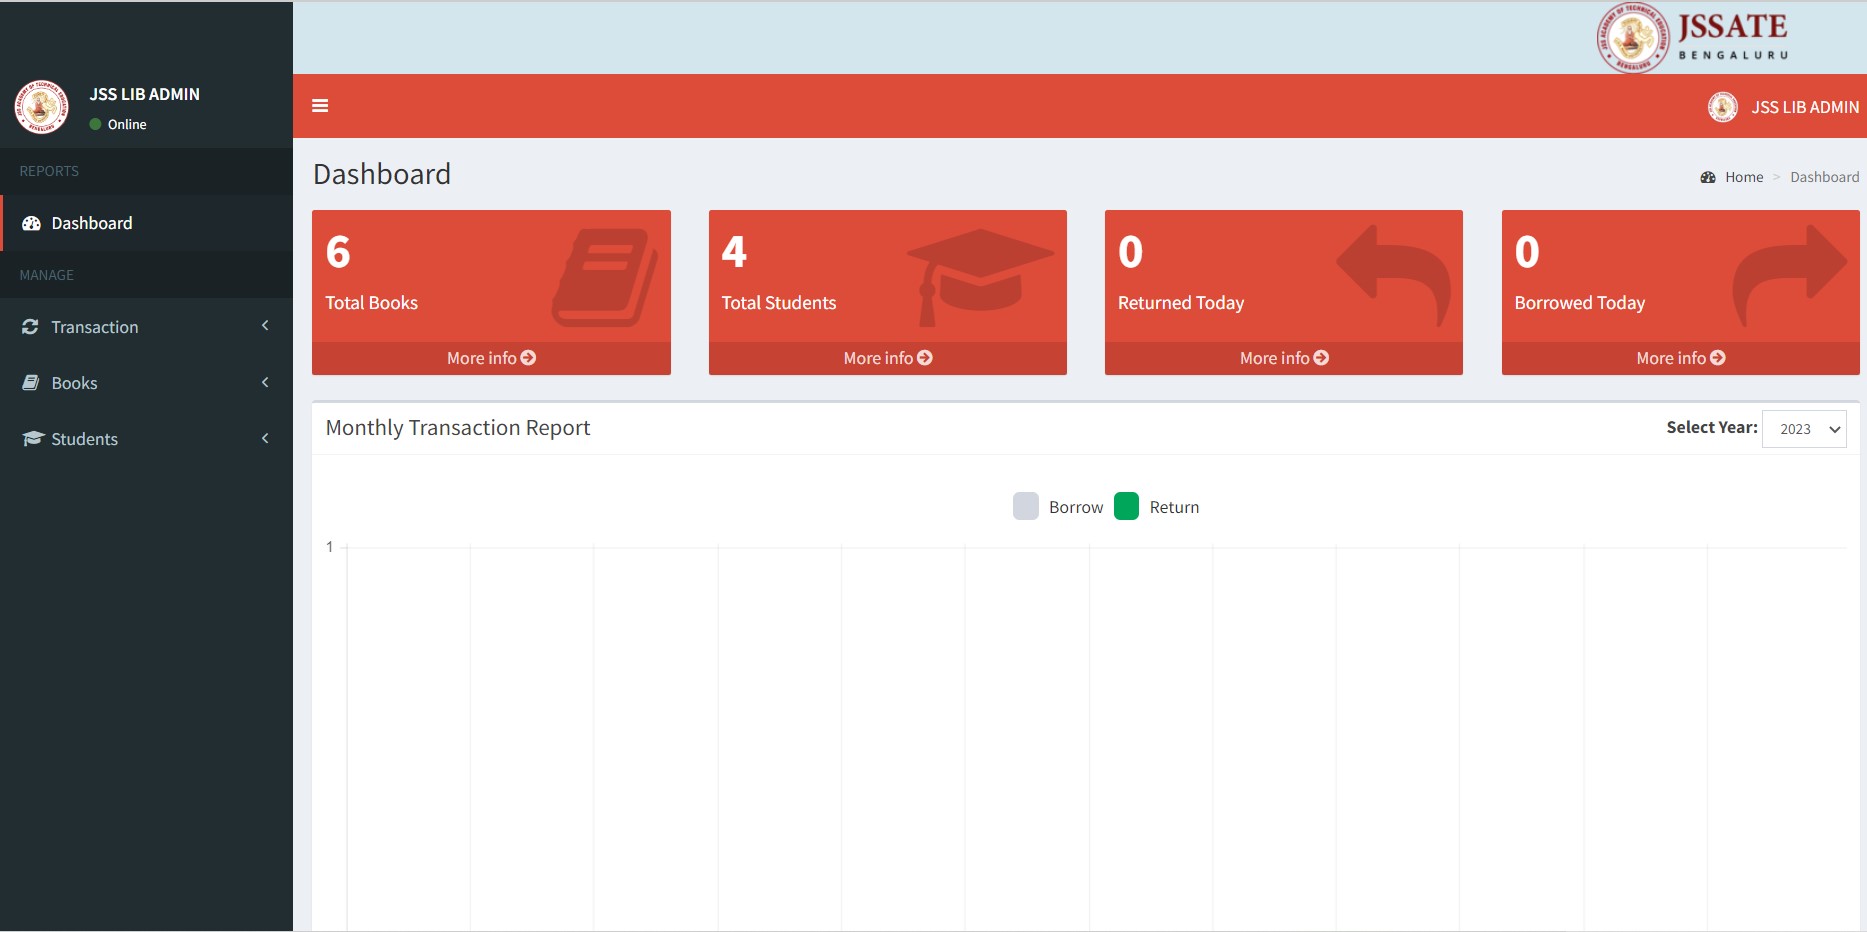 JSSATE
BENGALURU
JSS LIB ADMIN
Online
JSS LIB ADMIN
REPORTS
Dashboard
MANAGE
Transaction
Books
Students
Dashboard
Home > Dashboard
6
Total Books
More info
4
Total Students
More info
0
Returned Today
More info
0
Borrowed Today
More info
Monthly Transaction Report
Select Year: 2023
Borrow Return
1